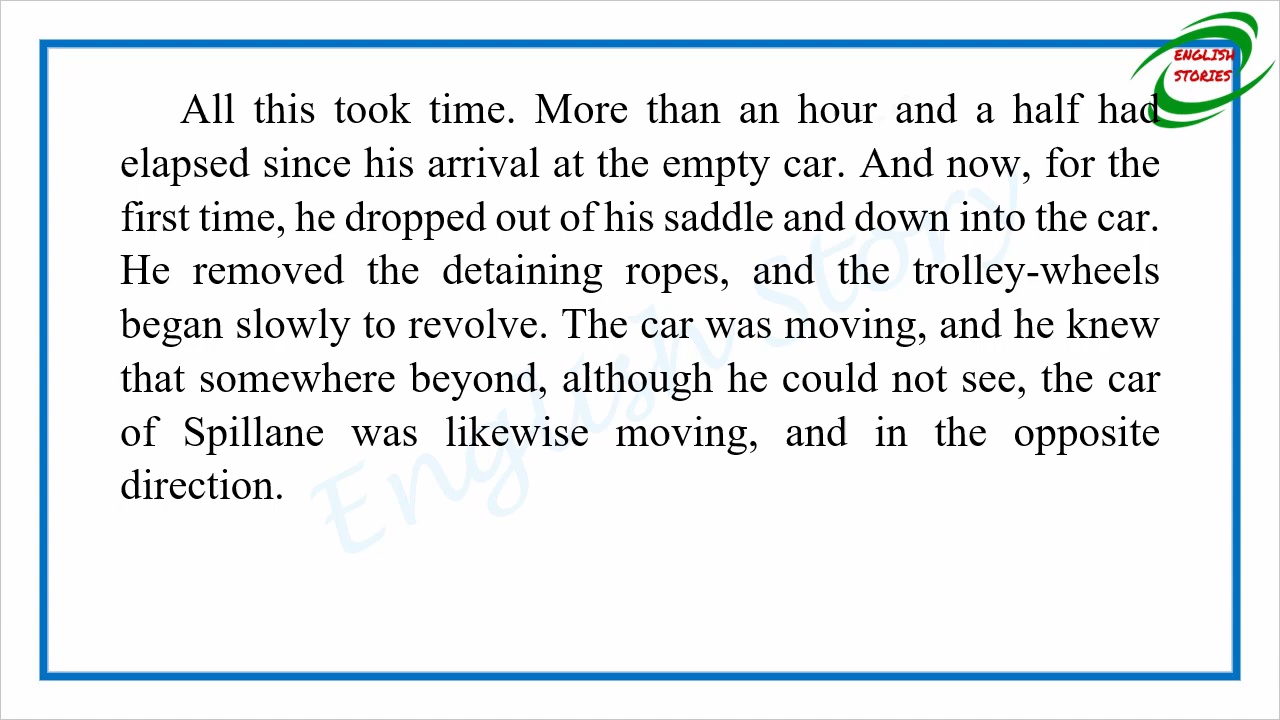 ENGLISH
STORIES
All this took time. More than an hour and a half had
elapsed since his arrival at the empty car. And now, for the
first time, he dropped out of his saddle and down into the car.
He removed the detaining ropes, and the trolley-wheels
began slowly to revolve. The car was moving, and he knew
that somewhere beyond, although he could not see, the car
of Spillane was likewise moving, and in the opposite
direction.
English Story